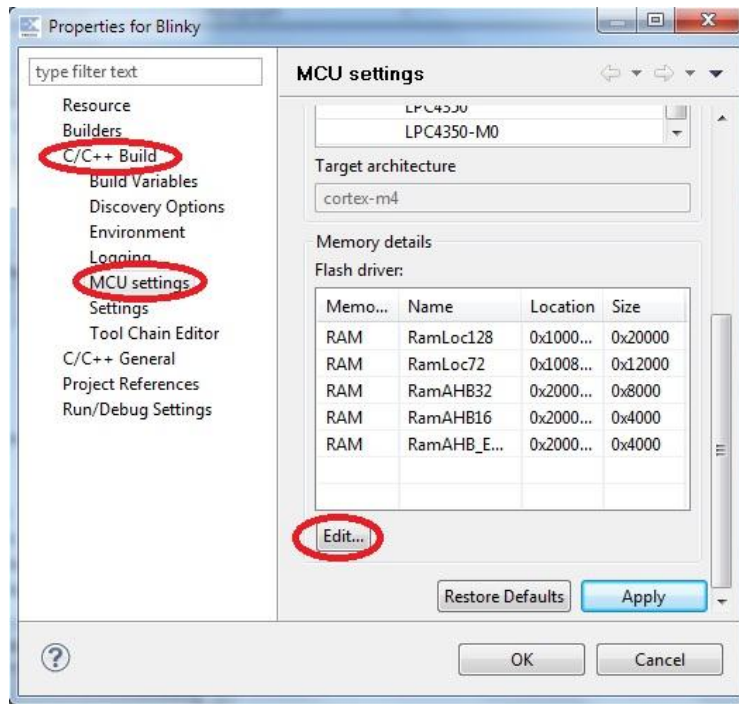 Properties for Blinky
type filter text
Resource
Builders
C/C++ Build
Build Variables
Discovery Options
Environment
Logging
MCU settings
Settings
Tool Chain Editor
C/C++ General
Project References
Run/Debug Settings
MCU settings
LPC4350
LPC4350-M0
Target architecture
cortex-m4
Memory details
Flash driver:
Memo... Name Location Size
RAM RamLoc128 0x1000... 0x20000
RAM RamLoc72 0x1008... 0x12000
RAM RamAHB32 0x2000... 0x8000
RAM RamAHB16 0x2000... 0x4000
RAM RamAHB_E... 0x2000... 0x4000
Edit...
Restore Defaults Apply
OK Cancel